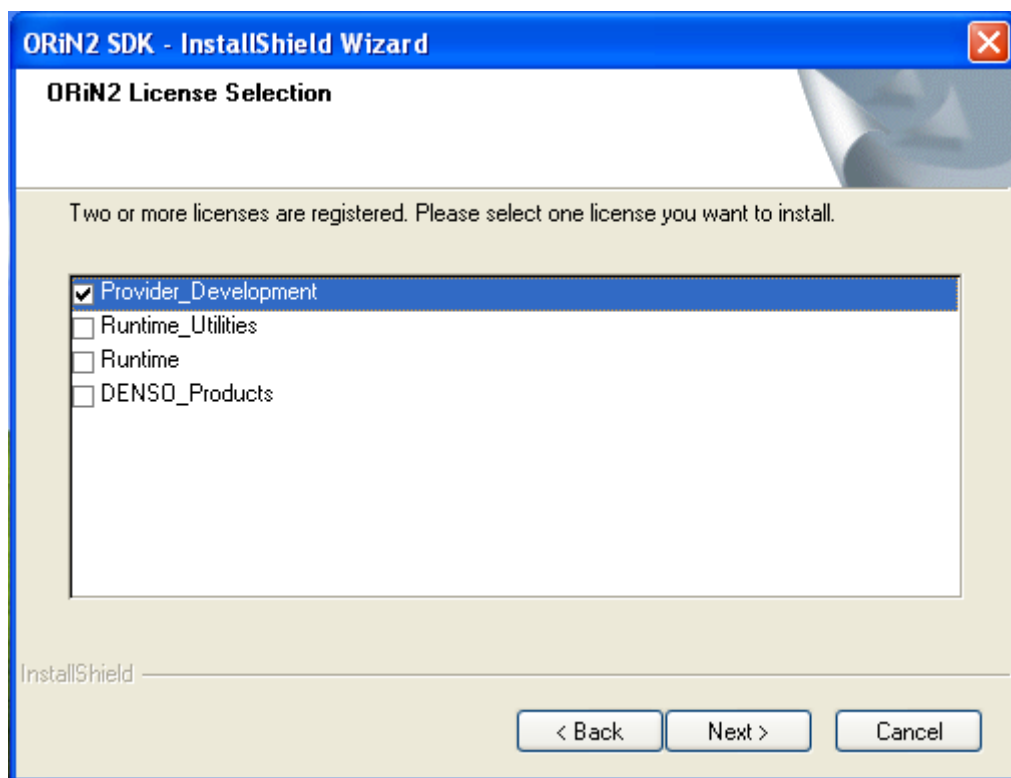 ORiN2 SDK - InstallShield Wizard
ORiN2 License Selection
Two or more licenses are registered. Please select one license you want to install.
Provider_Development
Runtime_Utilities
Runtime
DENSO_Products
InstallShield
< Back
Next >
Cancel